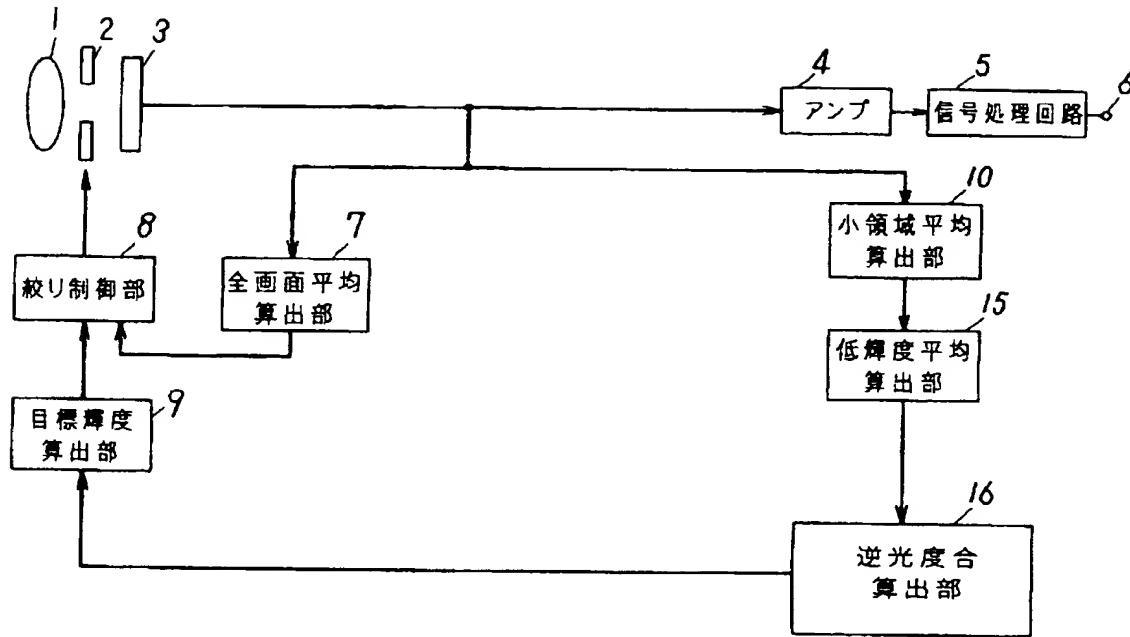 1
2
3
4
アンプ
5
信号処理回路
6
7
全画面平均
算出部
8
絞り制御部
9
目標輝度
算出部
10
小領域平均
算出部
15
低輝度平均
算出部
16
逆光度合
算出部